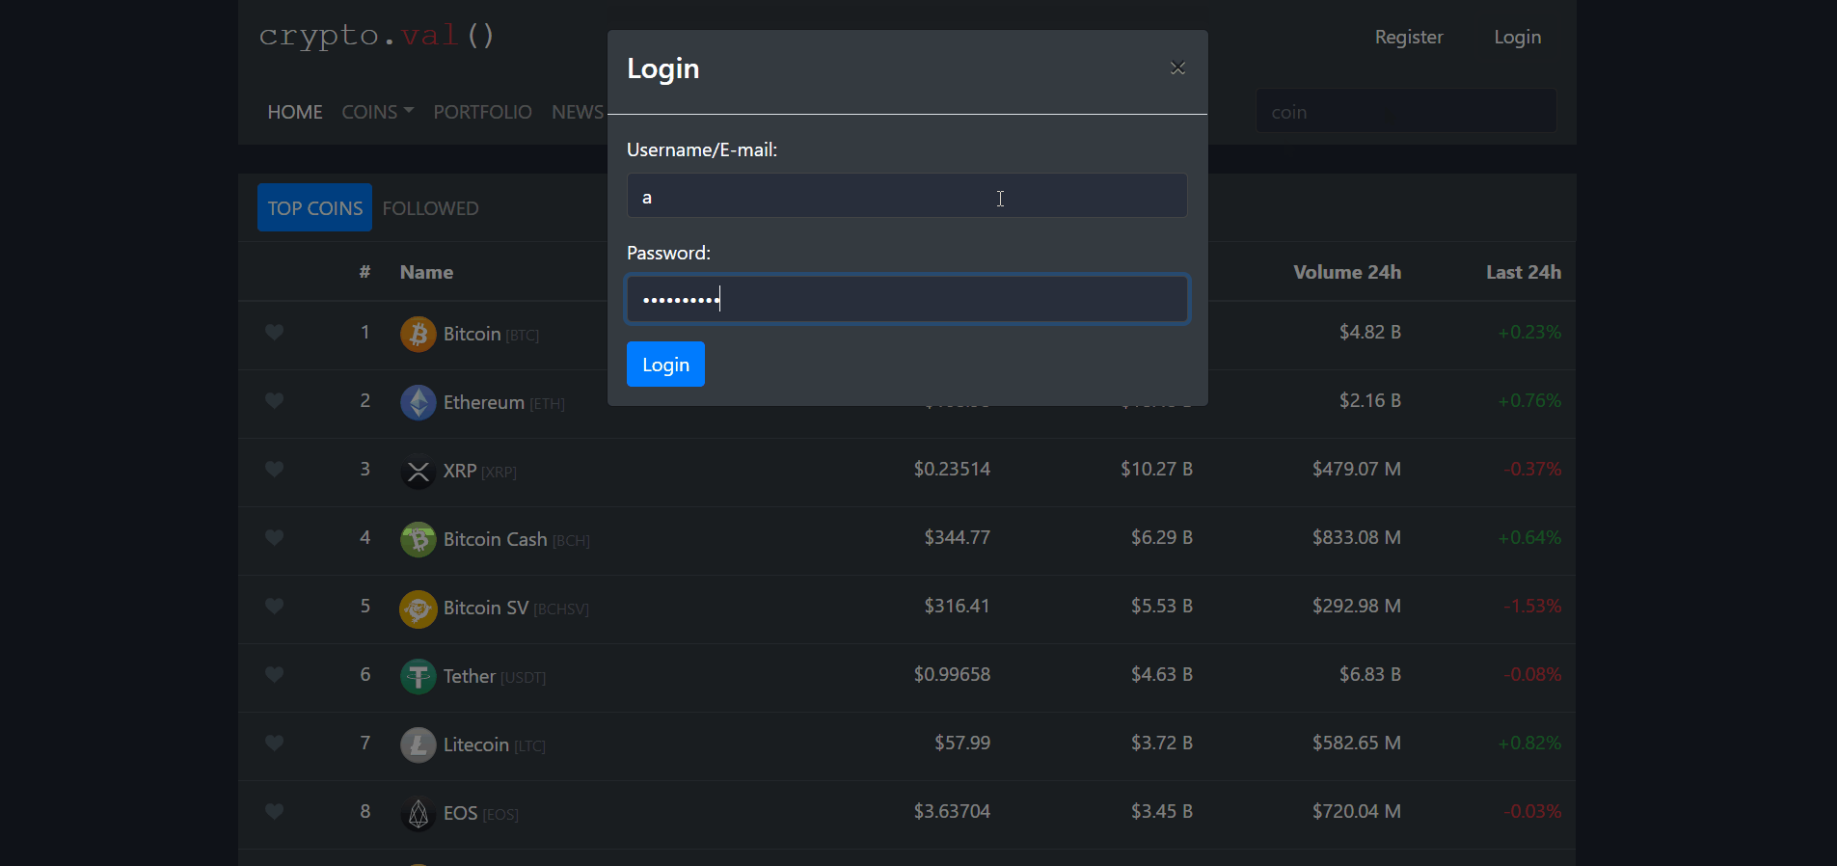 crypto.val()
Register Login
HOME COINS PORTFOLIO NEWS
coin
Login
×
Username/E-mail:
a
Password:
••••••••••
Login
TOP COINS FOLLOWED
# Name Volume 24h Last 24h
1 Bitcoin [BTC] $4.82 B +0.23%
2 Ethereum [ETH] $2.16 B +0.76%
3 XRP [XRP] $0.23514 $10.27 B $479.07 M -0.37%
4 Bitcoin Cash [BCH] $344.77 $6.29 B $833.08 M +0.64%
5 Bitcoin SV [BCHSV] $316.41 $5.53 B $292.98 M -1.53%
6 Tether [USDT] $0.99658 $4.63 B $6.83 B -0.08%
7 Litecoin [LTC] $57.99 $3.72 B $582.65 M +0.82%
8 EOS [EOS] $3.63704 $3.45 B $720.04 M -0.03%